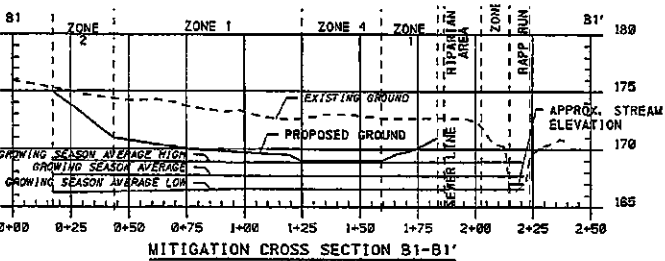 B1
ZONE 2
ZONE 1
ZONE 4
ZONE 1
RIPARIAN AREA
ZONE
RAPP RUN
B1'
180
175
170
165
EXISTING GROUND
PROPOSED GROUND
APPROX. STREAM ELEVATION
GROWING SEASON AVERAGE HIGH
GROWING SEASON AVERAGE
GROWING SEASON AVERAGE LOW
SEWER LINE
0+00 0+25 0+50 0+75 1+00 1+25 1+50 1+75 2+00 2+25 2+50
MITIGATION CROSS SECTION B1-B1'